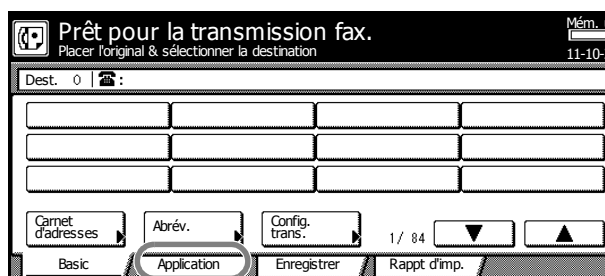 Prêt pour la transmission fax.
Placer l'original & sélectionner la destination
Mém.
11-10-
Dest. 0 ☎:
Carnet d'adresses
Abrév.
Config. trans.
1/ 84
Basic Application Enregistrer Rappt d'imp.